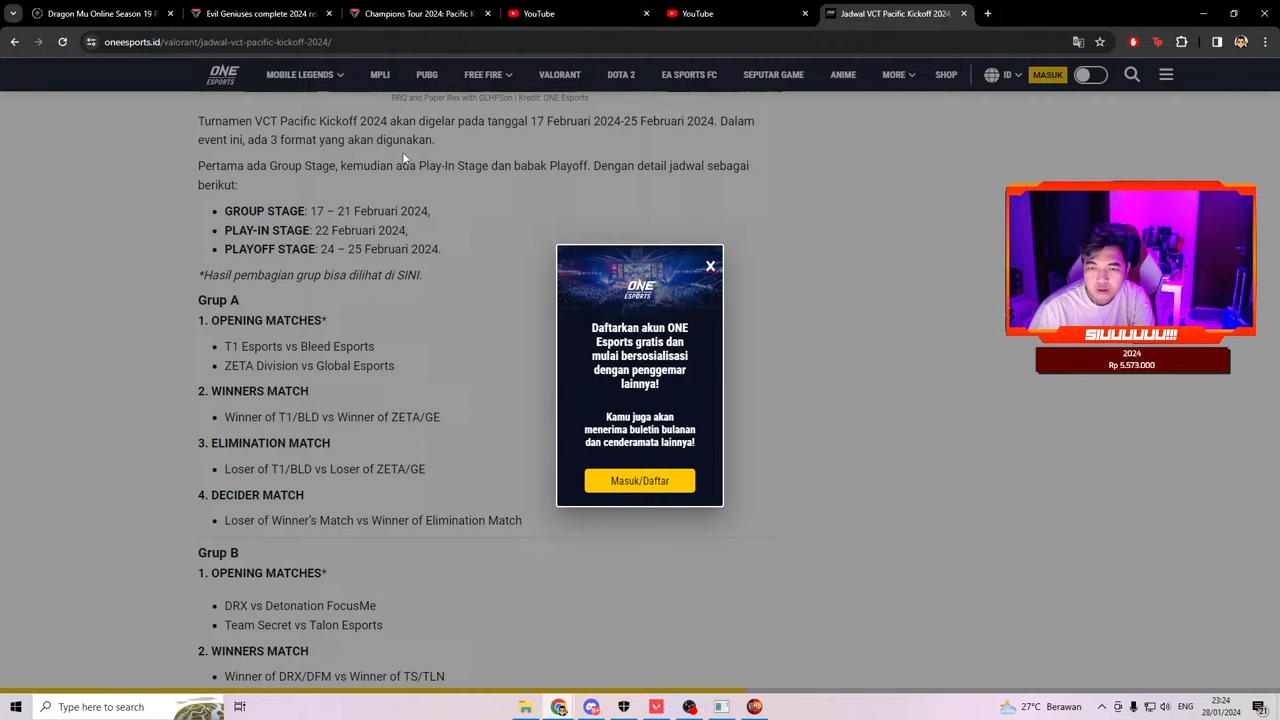 Dragon Mu Online Season 19 P
Evil Geniuses complete 2024 re
Champions Tour 2024: Pacific K
YouTube
YouTube
Jadwal VCT Pacific Kickoff 2024
oneesports.id/valorant/jadwal-vct-pacific-kickoff-2024/
ONE ESPORTS
MOBILE LEGENDS
MPLI
PUBG
FREE FIRE
VALORANT
DOTA 2
EA SPORTS FC
SEPUTAR GAME
ANIME
MORE
SHOP
ID
MASUK
RRQ and Paper Rex with GLHFSon | Kredit: ONE Esports
Turnamen VCT Pacific Kickoff 2024 akan digelar pada tanggal 17 Februari 2024-25 Februari 2024. Dalam
event ini, ada 3 format yang akan digunakan.
Pertama ada Group Stage, kemudian ada Play-In Stage dan babak Playoff. Dengan detail jadwal sebagai
berikut:
GROUP STAGE: 17 – 21 Februari 2024,
PLAY-IN STAGE: 22 Februari 2024,
PLAYOFF STAGE: 24 – 25 Februari 2024.
*Hasil pembagian grup bisa dilihat di SINI.
Grup A
1. OPENING MATCHES*
T1 Esports vs Bleed Esports
ZETA Division vs Global Esports
2. WINNERS MATCH
Winner of T1/BLD vs Winner of ZETA/GE
3. ELIMINATION MATCH
Loser of T1/BLD vs Loser of ZETA/GE
4. DECIDER MATCH
Loser of Winner's Match vs Winner of Elimination Match
Grup B
1. OPENING MATCHES*
DRX vs Detonation FocusMe
Team Secret vs Talon Esports
2. WINNERS MATCH
Winner of DRX/DFM vs Winner of TS/TLN
X
ONE
ESPORTS
Daftarkan akun ONE
Esports gratis dan
mulai bersosialisasi
dengan penggemar
lainnya!
Kamu juga akan
menerima buletin bulanan
dan cenderamata lainnya!
Masuk/Daftar
SIUUUUUU!!!
2024
Rp 5.573.000
Type here to search
27°C Berawan
ENG
23:24
28/01/2024
21